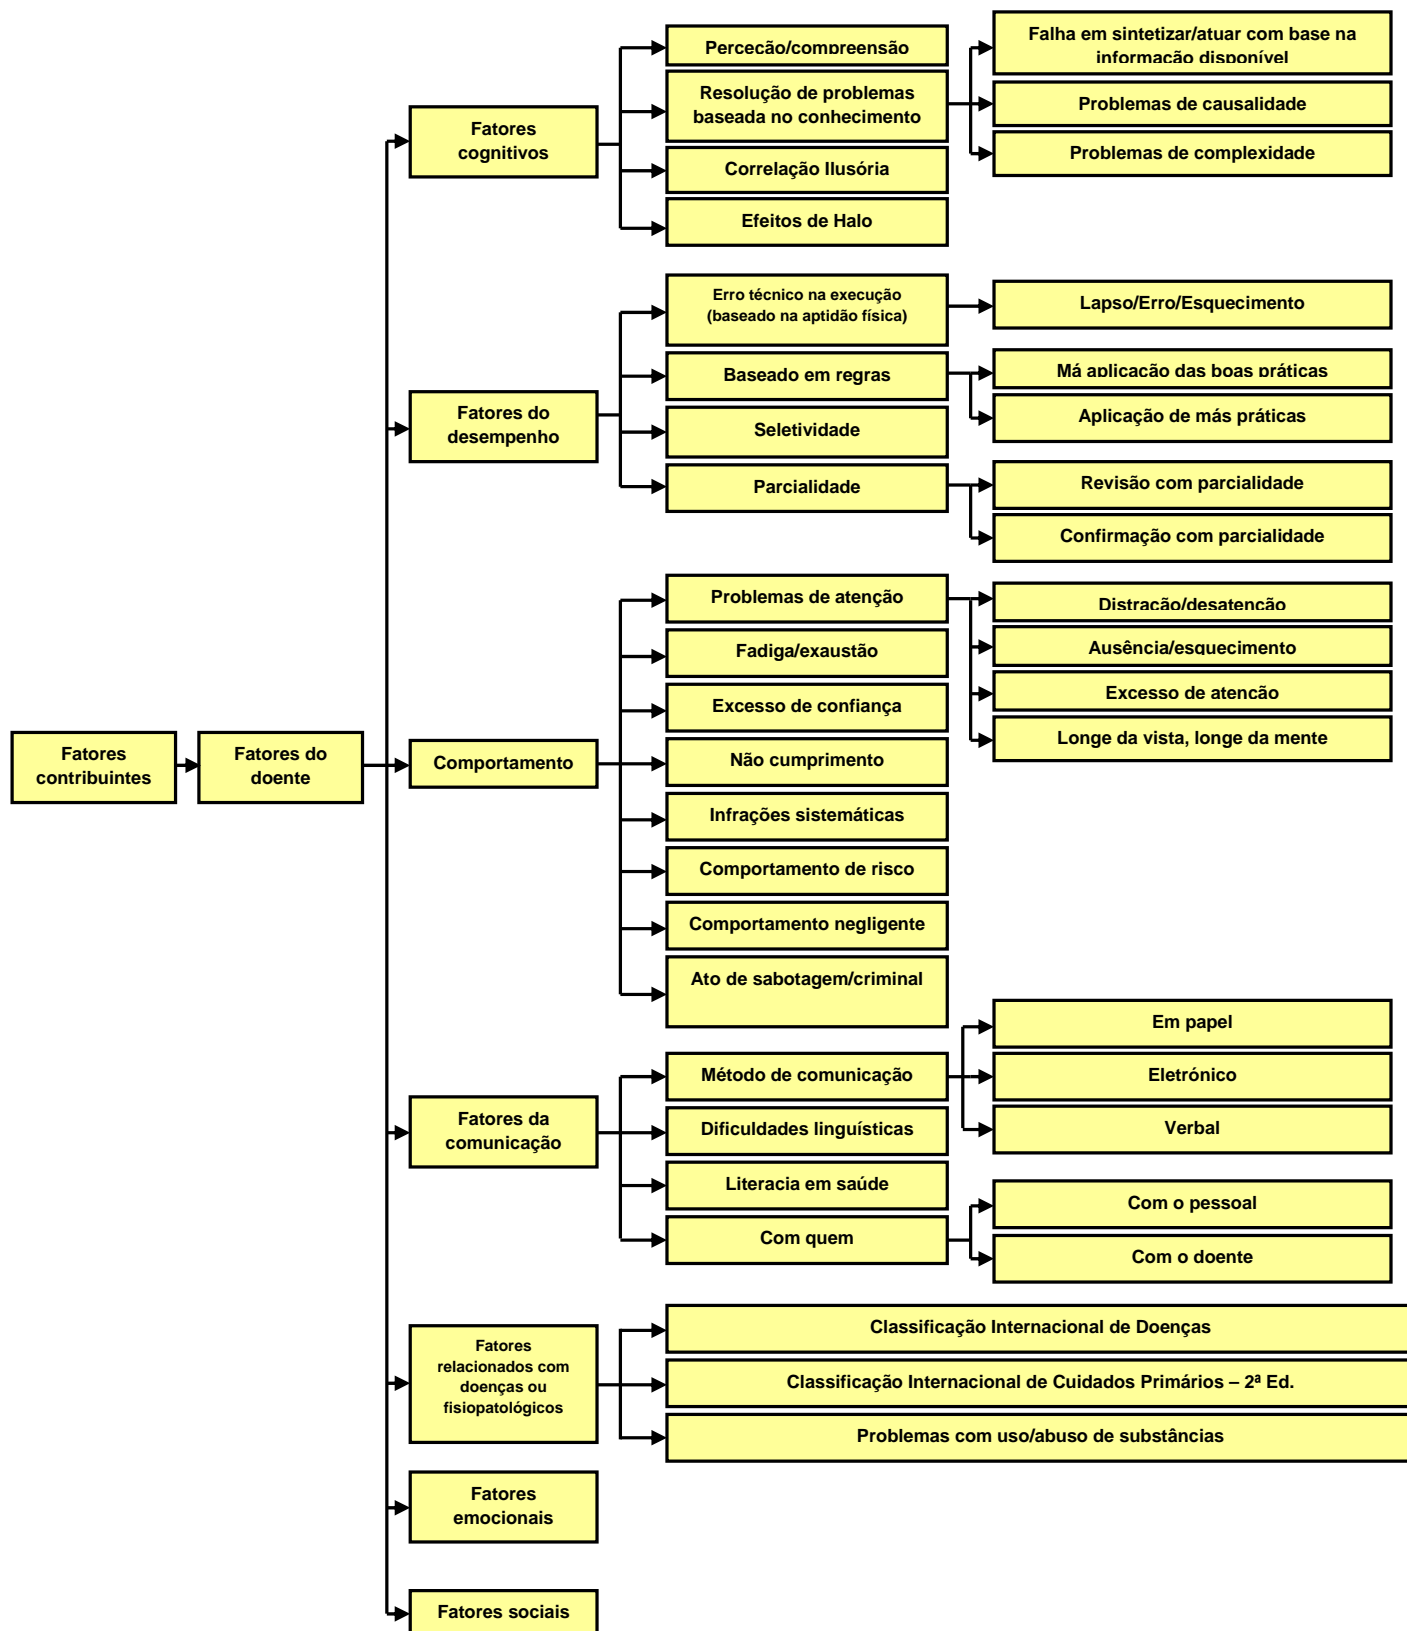 Fatores
contribuintes
Fatores do
doente
Fatores
cognitivos
Perceção/compreensão
Resolução de problemas
baseada no conhecimento
Falha em sintetizar/atuar com base na
informação disponível
Problemas de causalidade
Problemas de complexidade
Correlação Ilusória
Efeitos de Halo
Fatores do
desempenho
Erro técnico na execução
(baseado na aptidão física)
Lapso/Erro/Esquecimento
Baseado em regras
Má aplicação das boas práticas
Aplicação de más práticas
Seletividade
Parcialidade
Revisão com parcialidade
Confirmação com parcialidade
Comportamento
Problemas de atenção
Distração/desatenção
Ausência/esquecimento
Excesso de atenção
Longe da vista, longe da mente
Fadiga/exaustão
Excesso de confiança
Não cumprimento
Infrações sistemáticas
Comportamento de risco
Comportamento negligente
Ato de sabotagem/criminal
Fatores da
comunicação
Método de comunicação
Em papel
Eletrónico
Verbal
Dificuldades linguísticas
Literacia em saúde
Com quem
Com o pessoal
Com o doente
Fatores
relacionados com
doenças ou
fisiopatológicos
Classificação Internacional de Doenças
Classificação Internacional de Cuidados Primários – 2ª Ed.
Problemas com uso/abuso de substâncias
Fatores
emocionais
Fatores sociais